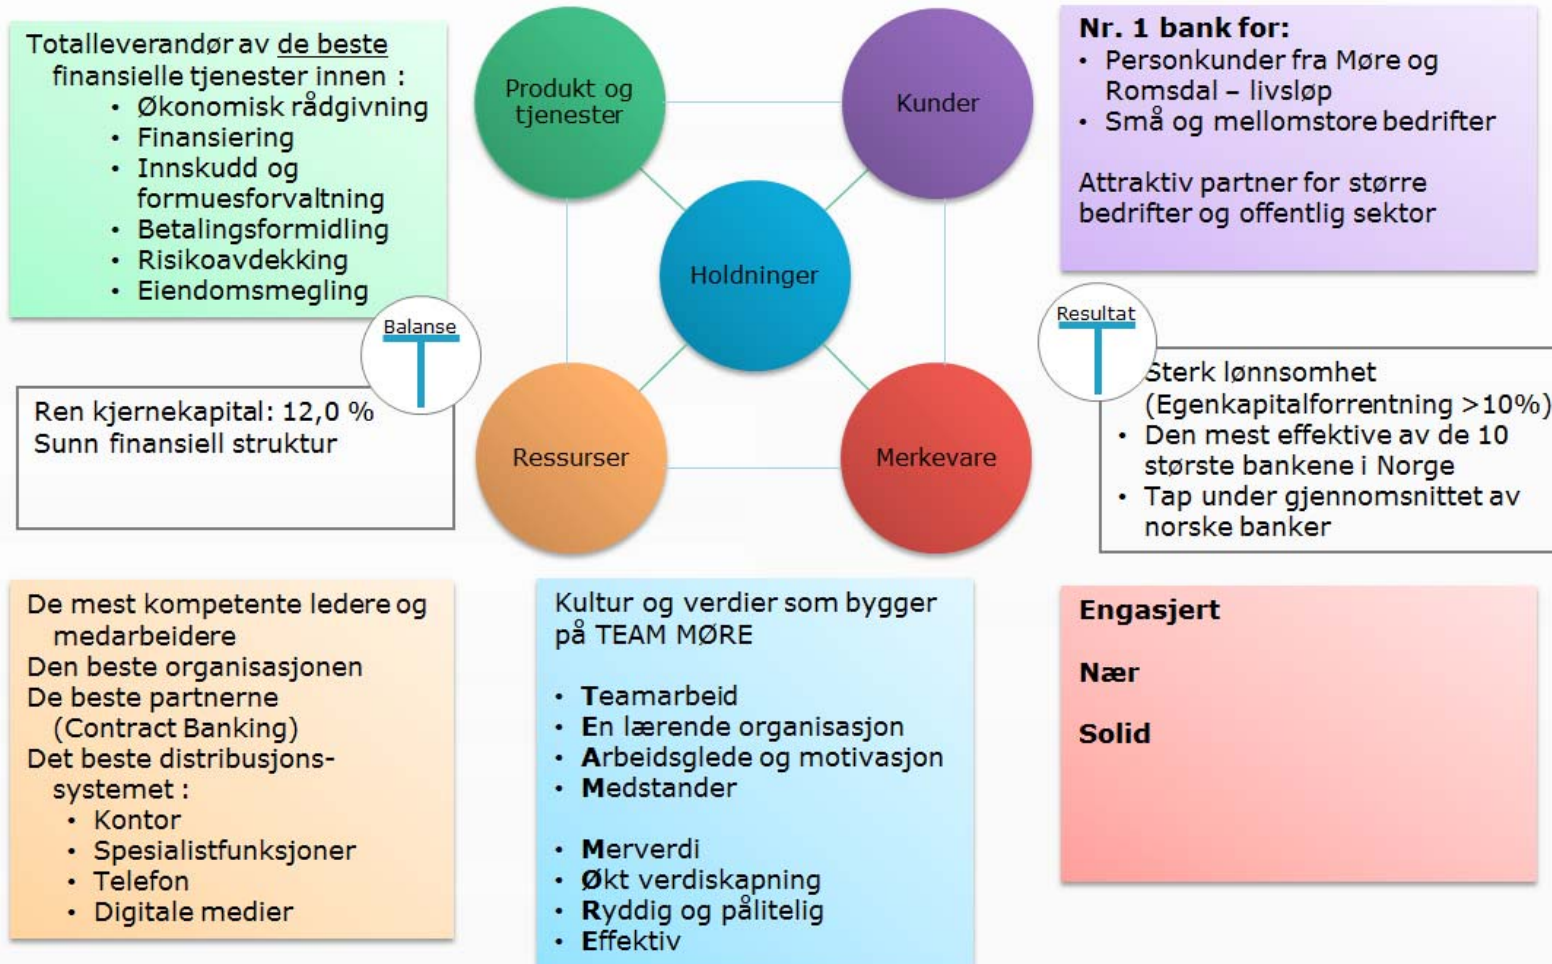 Totalleverandør av de beste
finansielle tjenester innen :
• Økonomisk rådgivning
• Finansiering
• Innskudd og
formuesforvaltning
• Betalingsformidling
• Risikoavdekking
• Eiendomsmegling
Produkt og
tjenester
Kunder
Nr. 1 bank for:
• Personkunder fra Møre og
Romsdal – livsløp
• Små og mellomstore bedrifter
Attraktiv partner for større
bedrifter og offentlig sektor
Holdninger
Balanse
Ren kjernekapital: 12,0 %
Sunn finansiell struktur
Ressurser
Merkevare
Resultat
Sterk lønnsomhet
(Egenkapitalforrentning >10%)
• Den mest effektive av de 10
største bankene i Norge
• Tap under gjennomsnittet av
norske banker
De mest kompetente ledere og
medarbeidere
Den beste organisasjonen
De beste partnerne
(Contract Banking)
Det beste distribusjons-
systemet :
• Kontor
• Spesialistfunksjoner
• Telefon
• Digitale medier
Kultur og verdier som bygger
på TEAM MØRE
• Teamarbeid
• En lærende organisasjon
• Arbeidsglede og motivasjon
• Medstander
• Merverdi
• Økt verdiskapning
• Ryddig og pålitelig
• Effektiv
Engasjert
Nær
Solid